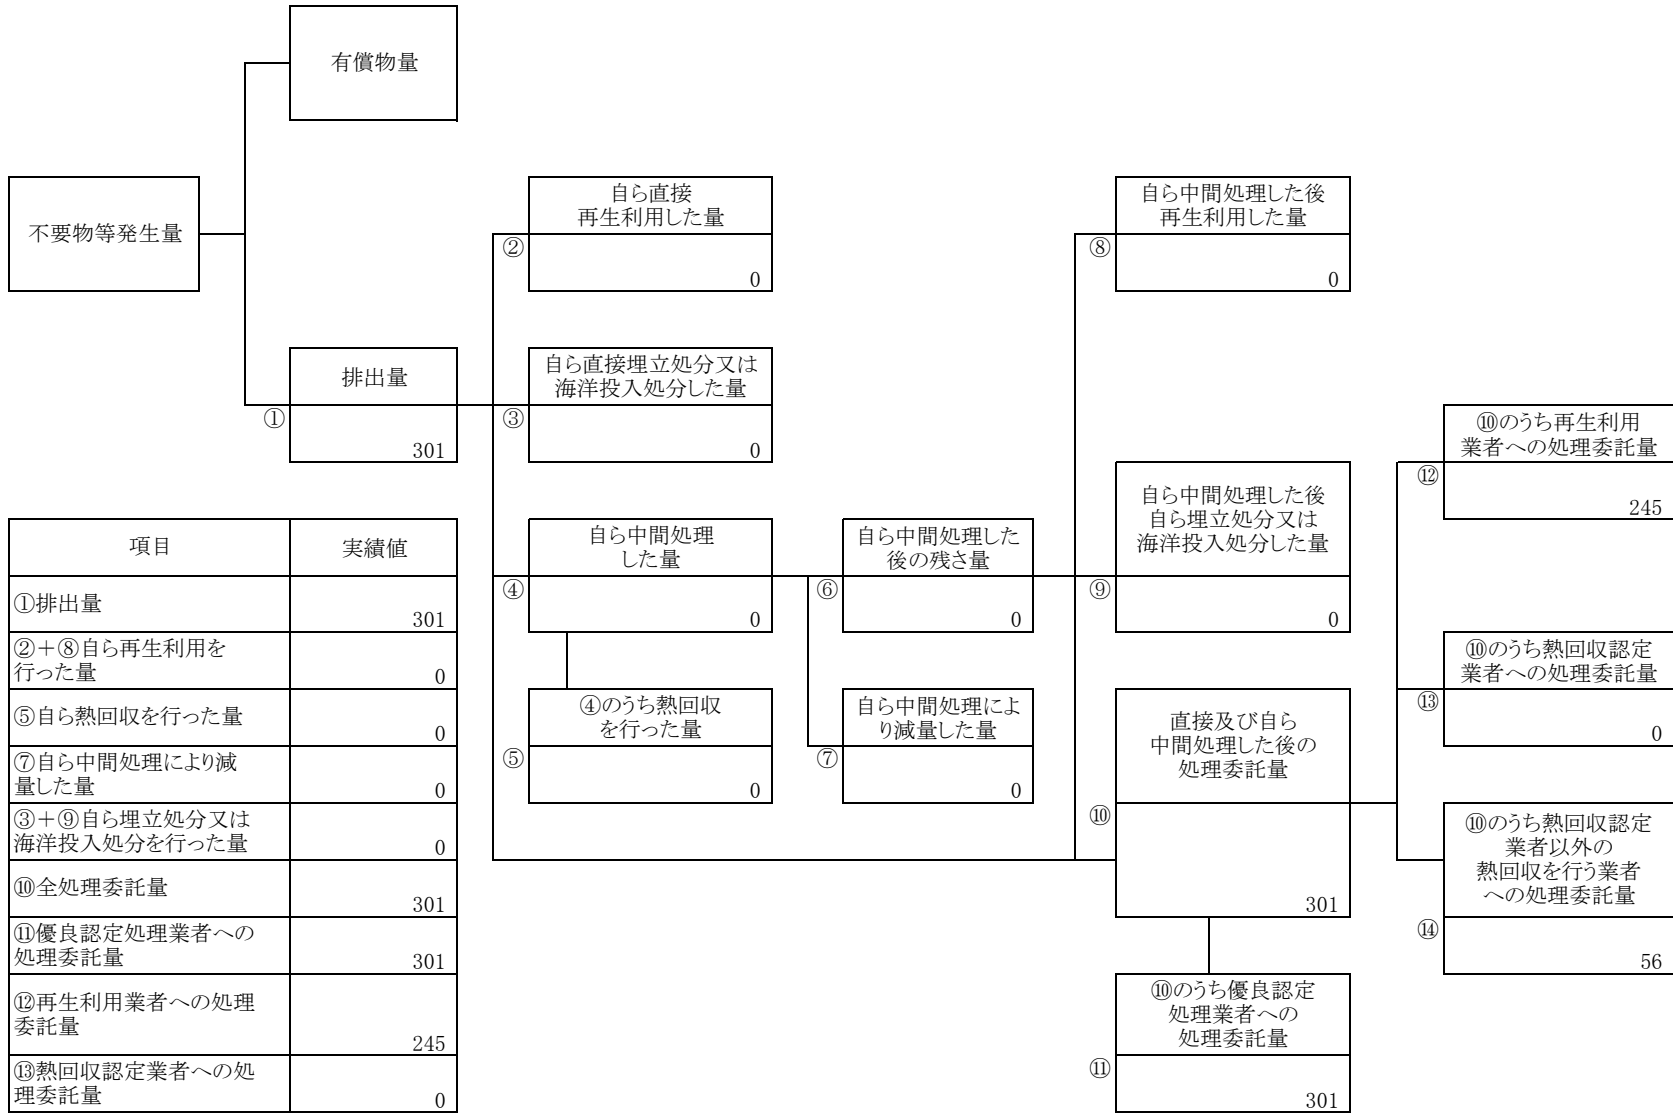 有償物量
不要物等発生量
自ら直接
再生利用した量
②
0
自ら中間処理した後
再生利用した量
⑧
0
排出量
①
301
自ら直接埋立処分又は
海洋投入処分した量
③
0
⑩のうち再生利用
業者への処理委託量
⑫
245
自ら中間処理
した量
④
0
自ら中間処理した
後の残さ量
⑥
0
自ら中間処理した後
自ら埋立処分又は
海洋投入処分した量
⑨
0
⑩のうち熱回収認定
業者への処理委託量
⑬
0
④のうち熱回収
を行った量
⑤
0
自ら中間処理によ
り減量した量
⑦
0
直接及び自ら
中間処理した後の
処理委託量
⑩
301
⑩のうち熱回収認定
業者以外の
熱回収を行う業者
への処理委託量
⑭
56
⑩のうち優良認定
処理業者への
処理委託量
⑪
301
項目 実績値
①排出量
301
②＋⑧自ら再生利用を
行った量
0
⑤自ら熱回収を行った量
0
⑦自ら中間処理により減
量した量
0
③＋⑨自ら埋立処分又は
海洋投入処分を行った量
0
⑩全処理委託量
301
⑪優良認定処理業者への
処理委託量
301
⑫再生利用業者への処理
委託量
245
⑬熱回収認定業者への処
理委託量
0